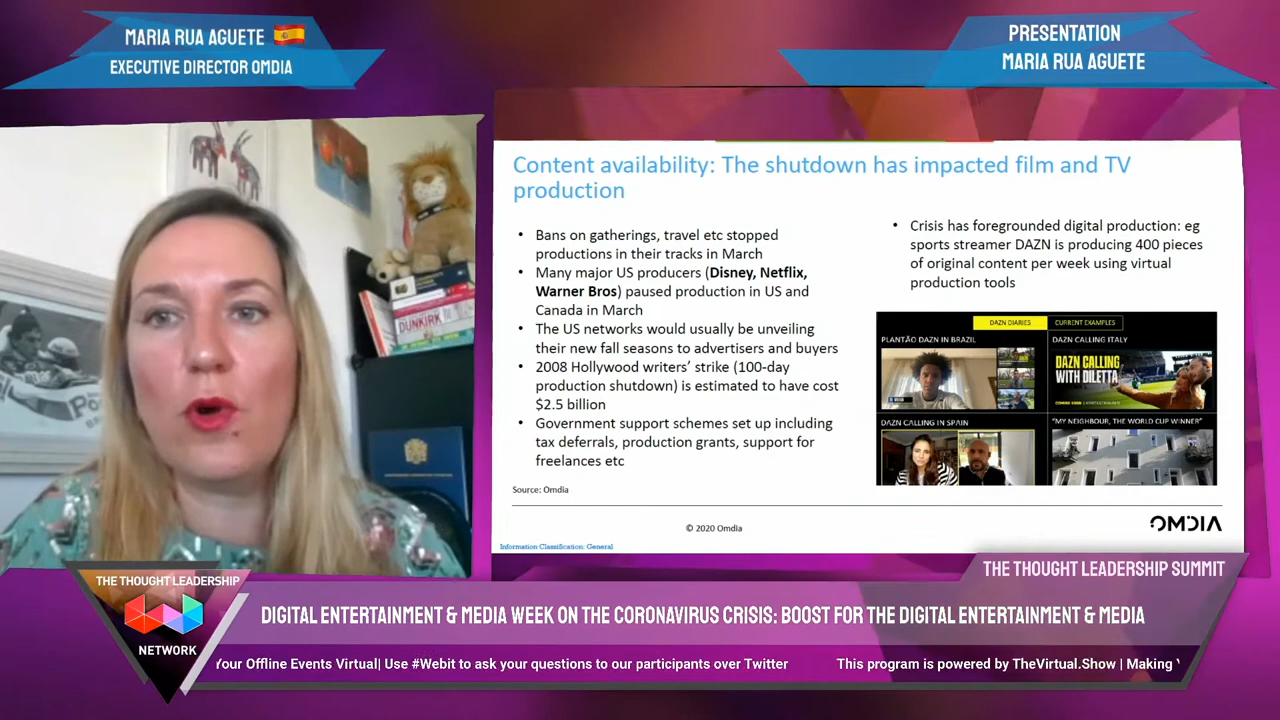 MARIA RUA AGUETE
EXECUTIVE DIRECTOR OMDIA
PRESENTATION
MARIA RUA AGUETE
DUNKIRK
Content availability: The shutdown has impacted film and TV
production
• Bans on gatherings, travel etc stopped
productions in their tracks in March
• Many major US producers (Disney, Netflix,
Warner Bros) paused production in US and
Canada in March
• The US networks would usually be unveiling
their new fall seasons to advertisers and buyers
• 2008 Hollywood writers’ strike (100-day
production shutdown) is estimated to have cost
$2.5 billion
• Government support schemes set up including
tax deferrals, production grants, support for
freelances etc
Source: Omdia
• Crisis has foregrounded digital production: eg
sports streamer DAZN is producing 400 pieces
of original content per week using virtual
production tools
DAZN DIARIES
CURRENT EXAMPLES
PLANTÃO DAZN IN BRAZIL
DAZN CALLING ITALY
DAZN CALLING
WITH DILETTA
DAZN CALLING IN SPAIN
"MY NEIGHBOUR, THE WORLD CUP WINNER"
© 2020 Omdia
OMDIA
Information Classification: General
THE THOUGHT LEADERSHIP SUMMIT
THE THOUGHT LEADERSHIP
NETWORK
DIGITAL ENTERTAINMENT & MEDIA WEEK ON THE CORONAVIRUS CRISIS: BOOST FOR THE DIGITAL ENTERTAINMENT & MEDIA
Your Offline Events Virtual| Use #Webit to ask your questions to our participants over Twitter
This program is powered by TheVirtual.Show | Making